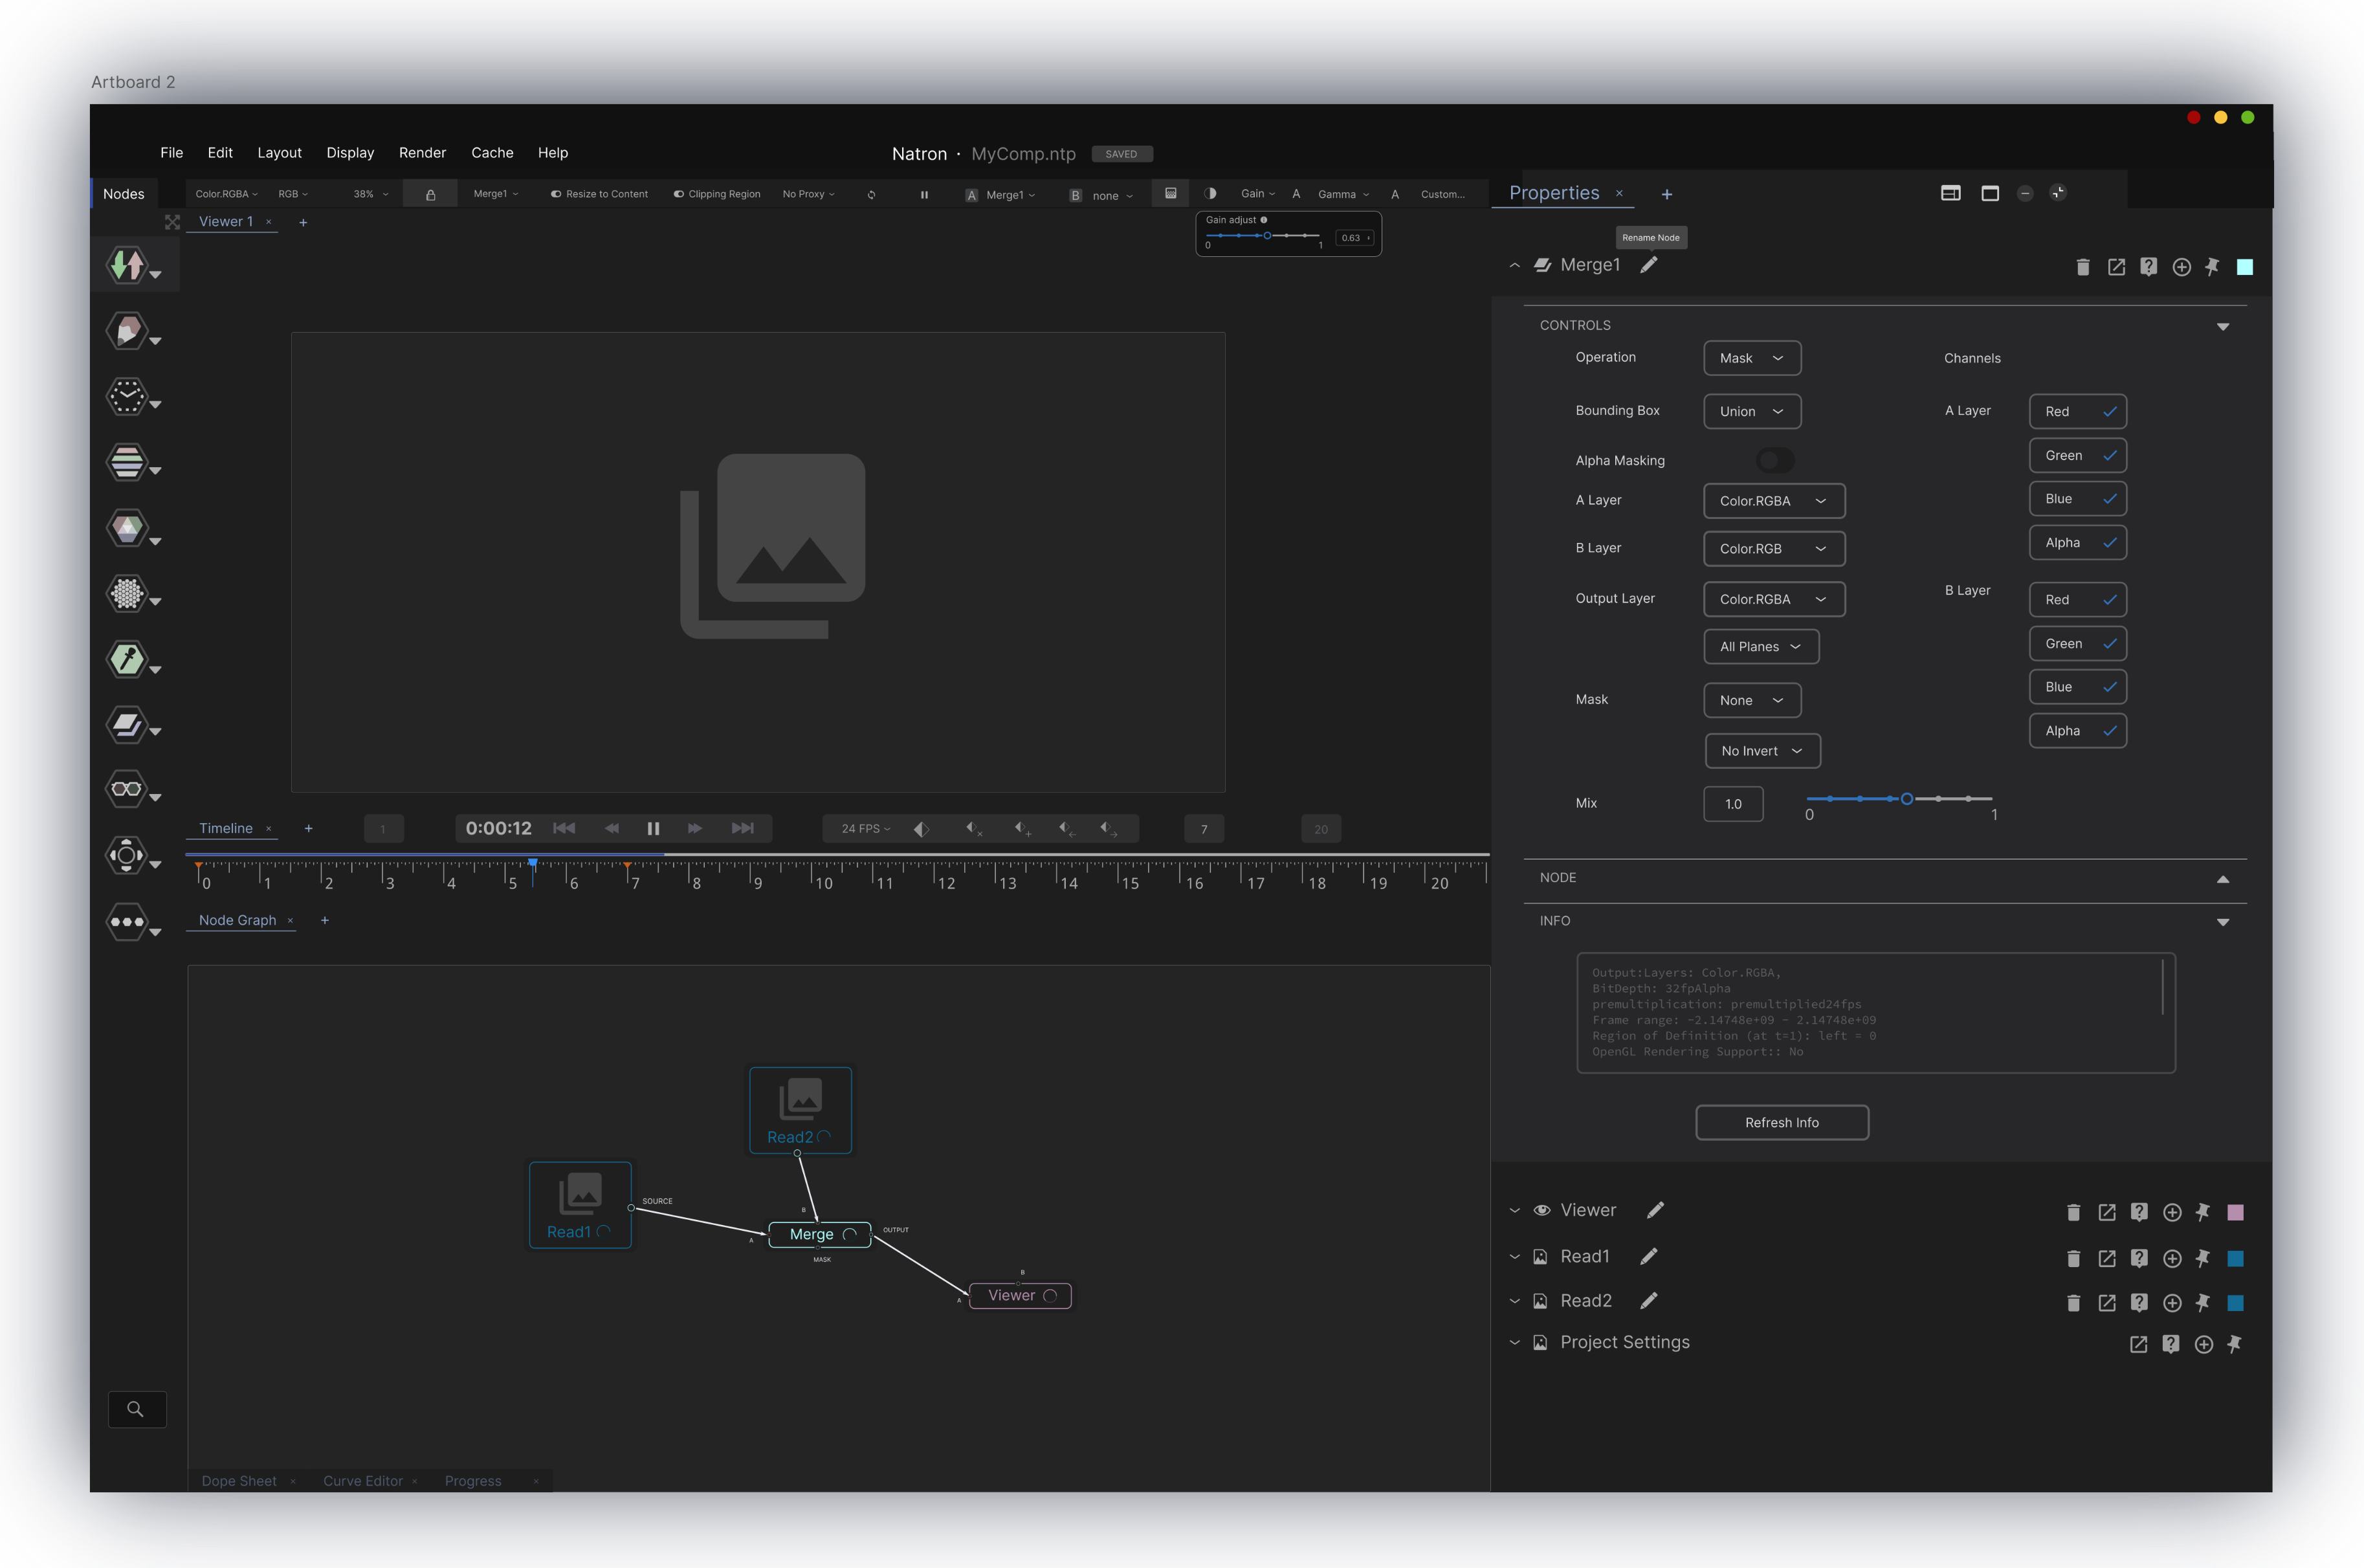 Artboard 2
File Edit Layout Display Render Cache Help
Natron · MyComp.ntp SAVED
Nodes
Color.RGBA RGB 38% Merge1 Resize to Content Clipping Region No Proxy A Merge1 B none Gain A Gamma A Custom...
Viewer 1 × +
Gain adjust
0 1 0.63
Properties × +
Rename Node
Merge1
CONTROLS
Operation Mask Channels
Bounding Box Union A Layer Red
Alpha Masking Green
A Layer Color.RGBA Blue
B Layer Color.RGB Alpha
Output Layer Color.RGBA B Layer Red
All Planes Green
Mask None Blue
No Invert Alpha
Mix 1.0 0 1
Timeline × + 1 0:00:12 24 FPS 7 20
0 1 2 3 4 5 6 7 8 9 10 11 12 13 14 15 16 17 18 19 20
NODE
INFO
Output:Layers: Color.RGBA,
BitDepth: 32fpAlpha
premultiplication: premultiplied24fps
Frame range: -2.14748e+09 - 2.14748e+09
Region of Definition (at t=1): left = 0
OpenGL Rendering Support:: No
Refresh Info
Node Graph × +
Read2
Read1
SOURCE
B
A
Merge
OUTPUT
MASK
B
A
Viewer
Viewer
Read1
Read2
Project Settings
Dope Sheet × Curve Editor × Progress ×